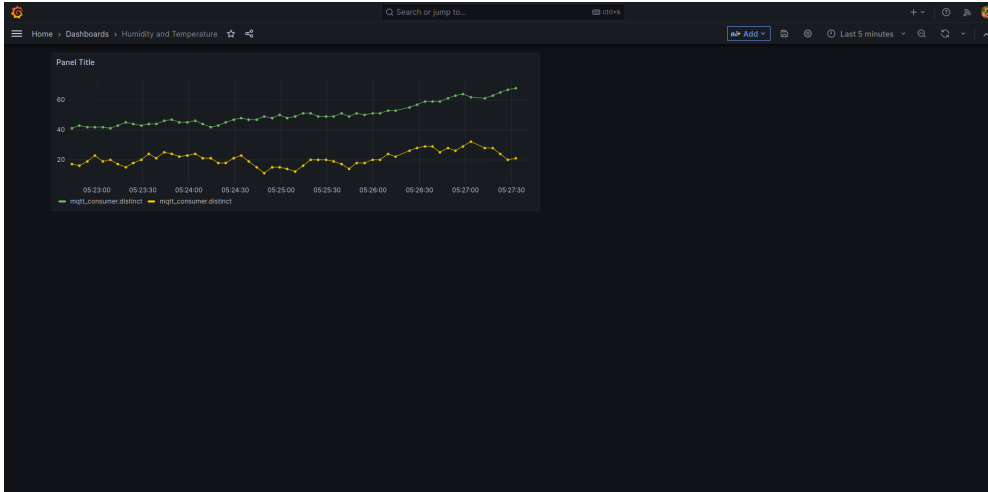 Search or jump to... ctrl+k
Home › Dashboards › Humidity and Temperature Add Last 5 minutes
Panel Title
60
40
20
05:23:00 05:23:30 05:24:00 05:24:30 05:25:00 05:25:30 05:26:00 05:26:30 05:27:00 05:27:30
mqtt_consumer.distinct mqtt_consumer.distinct